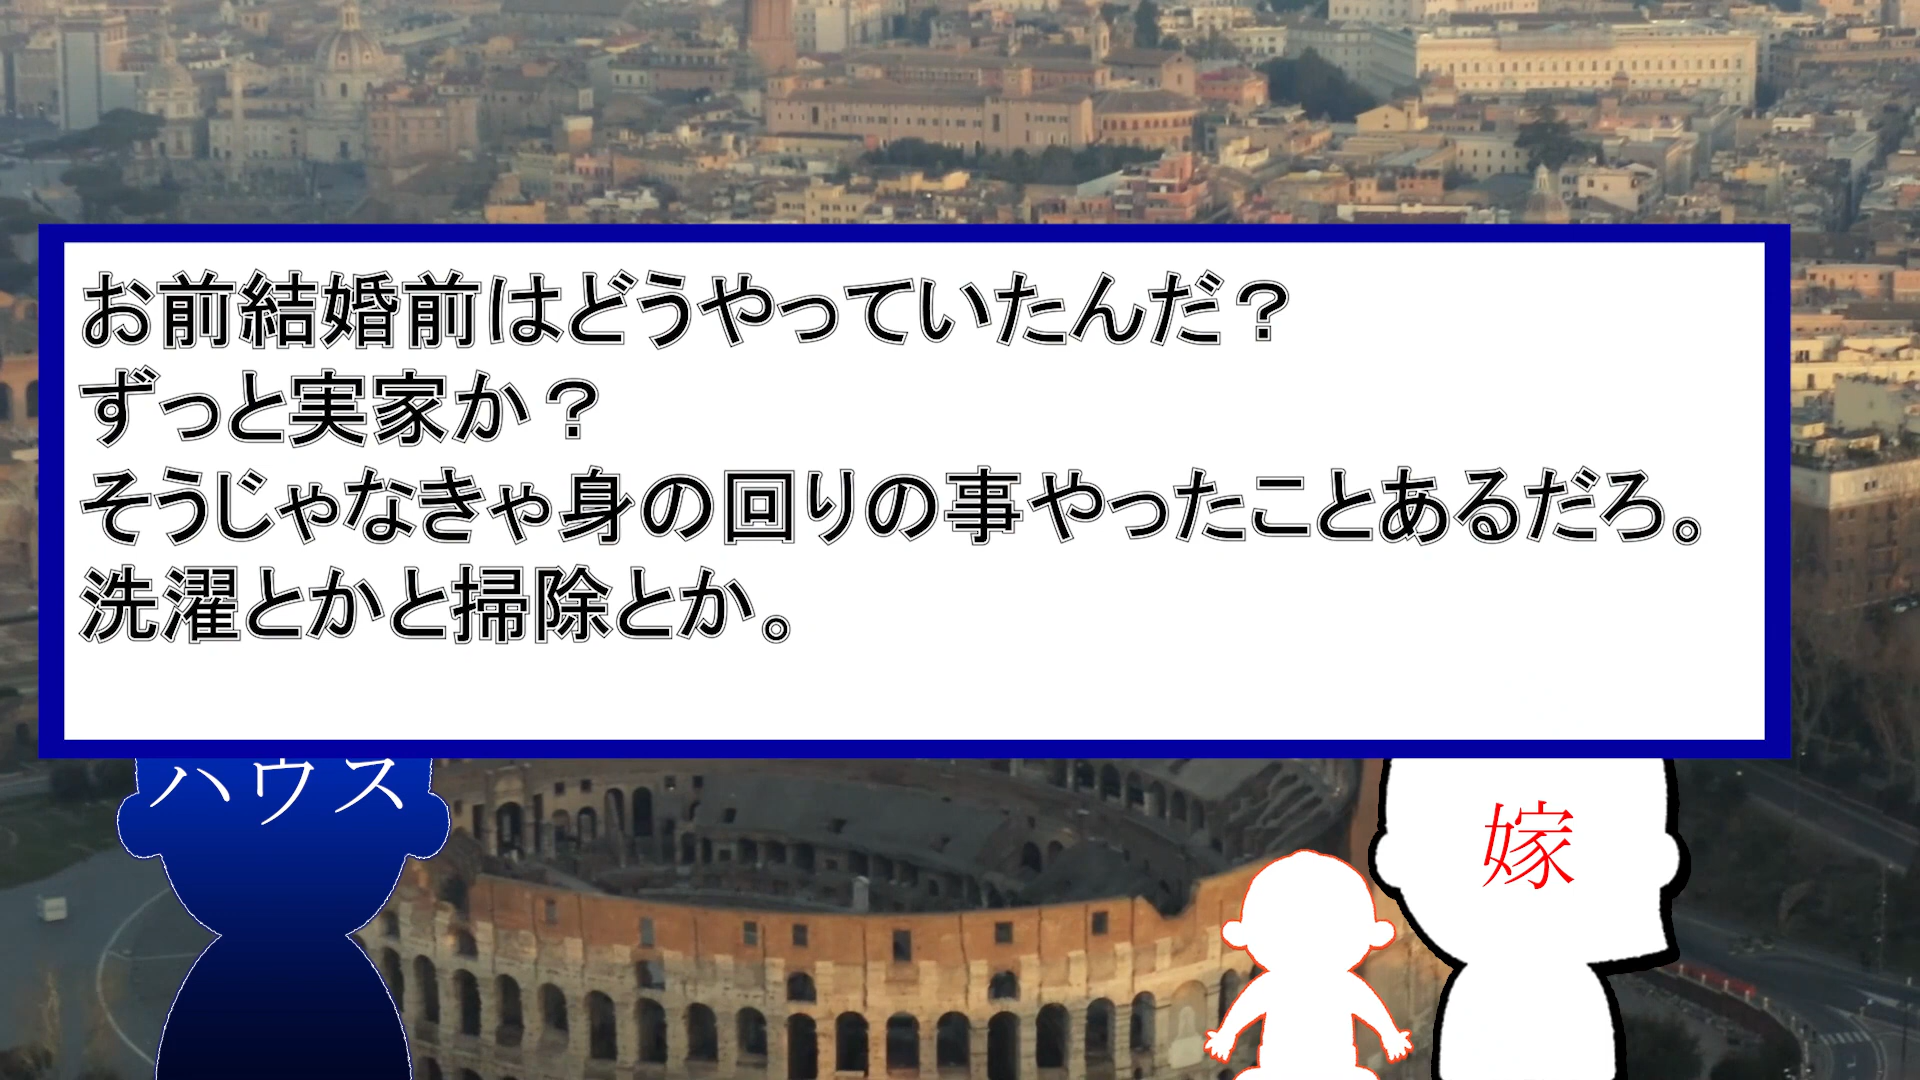 お前結婚前はどうやっていたんだ？
ずっと実家か？
そうじゃなきゃ身の回りの事やったことあるだろ。
洗濯とかと掃除とか。
ハウス
嫁